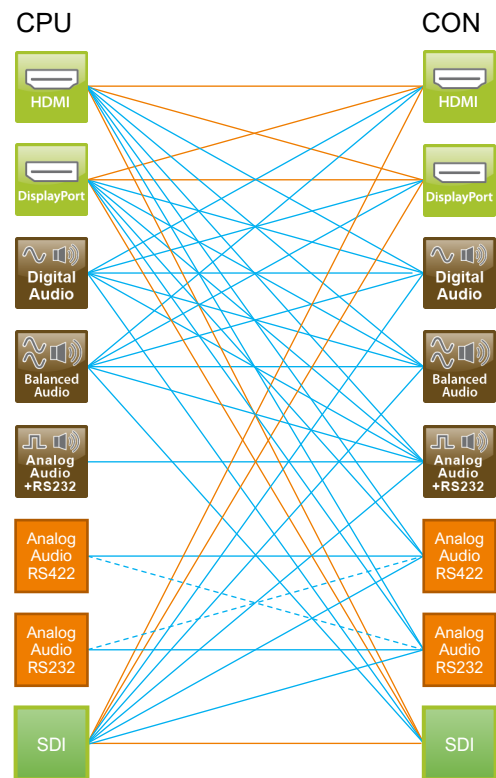 CPU
CON
HDMI
HDMI
DisplayPort
DisplayPort
Digital
Audio
Digital
Audio
Balanced
Audio
Balanced
Audio
Analog
Audio
+RS232
Analog
Audio
+RS232
Analog
Audio
RS422
Analog
Audio
RS422
Analog
Audio
RS232
Analog
Audio
RS232
SDI
SDI